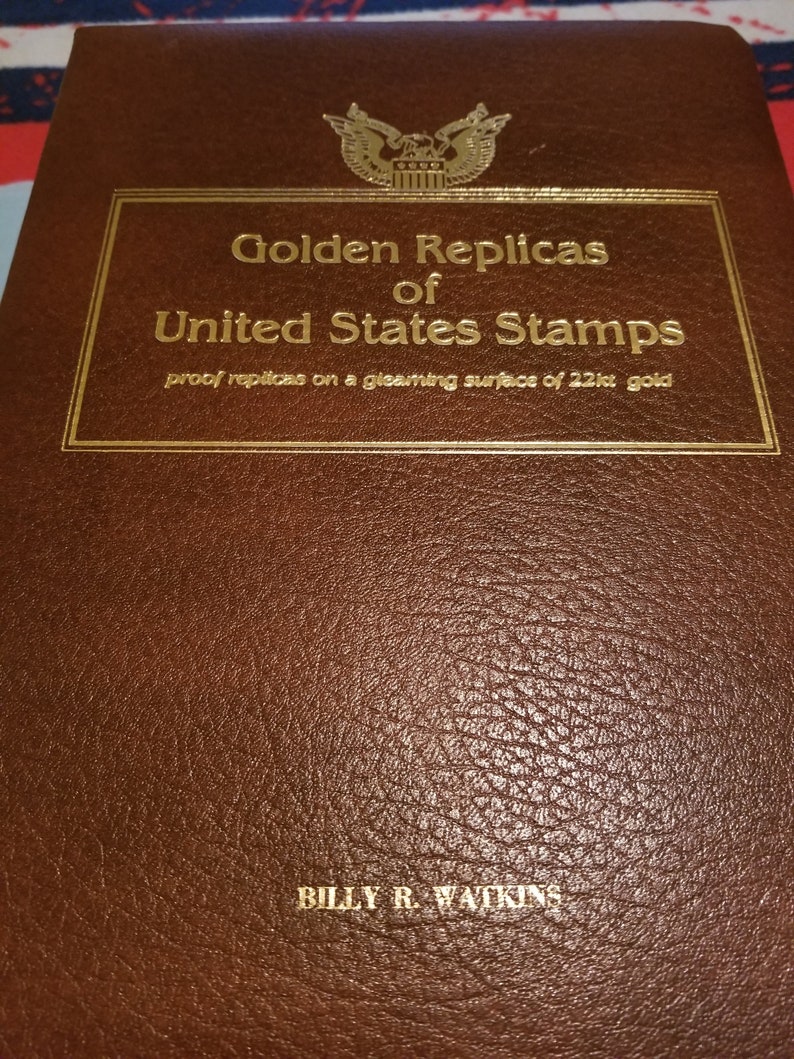 Golden Replicas
of
United States Stamps
proof replicas on a gleaming surface of 22kt gold
BILLY R. WATKINS